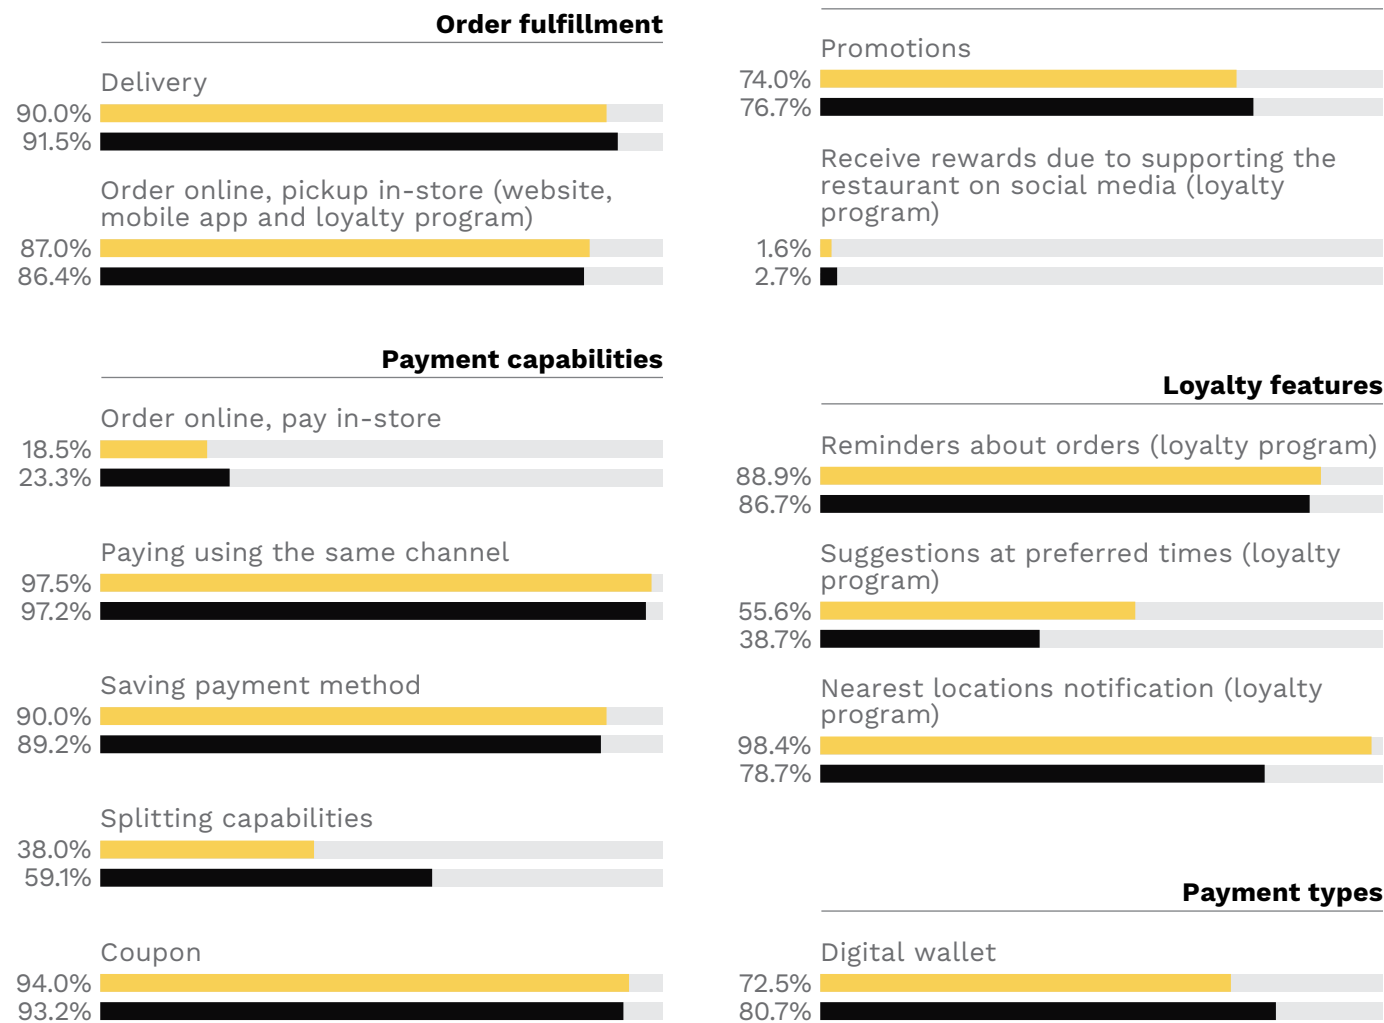 Order fulfillment
Delivery
90.0%
91.5%
Order online, pickup in-store (website,
mobile app and loyalty program)
87.0%
86.4%
Payment capabilities
Order online, pay in-store
18.5%
23.3%
Paying using the same channel
97.5%
97.2%
Saving payment method
90.0%
89.2%
Splitting capabilities
38.0%
59.1%
Coupon
94.0%
93.2%
Promotions
74.0%
76.7%
Receive rewards due to supporting the
restaurant on social media (loyalty
program)
1.6%
2.7%
Loyalty features
Reminders about orders (loyalty program)
88.9%
86.7%
Suggestions at preferred times (loyalty
program)
55.6%
38.7%
Nearest locations notification (loyalty
program)
98.4%
78.7%
Payment types
Digital wallet
72.5%
80.7%